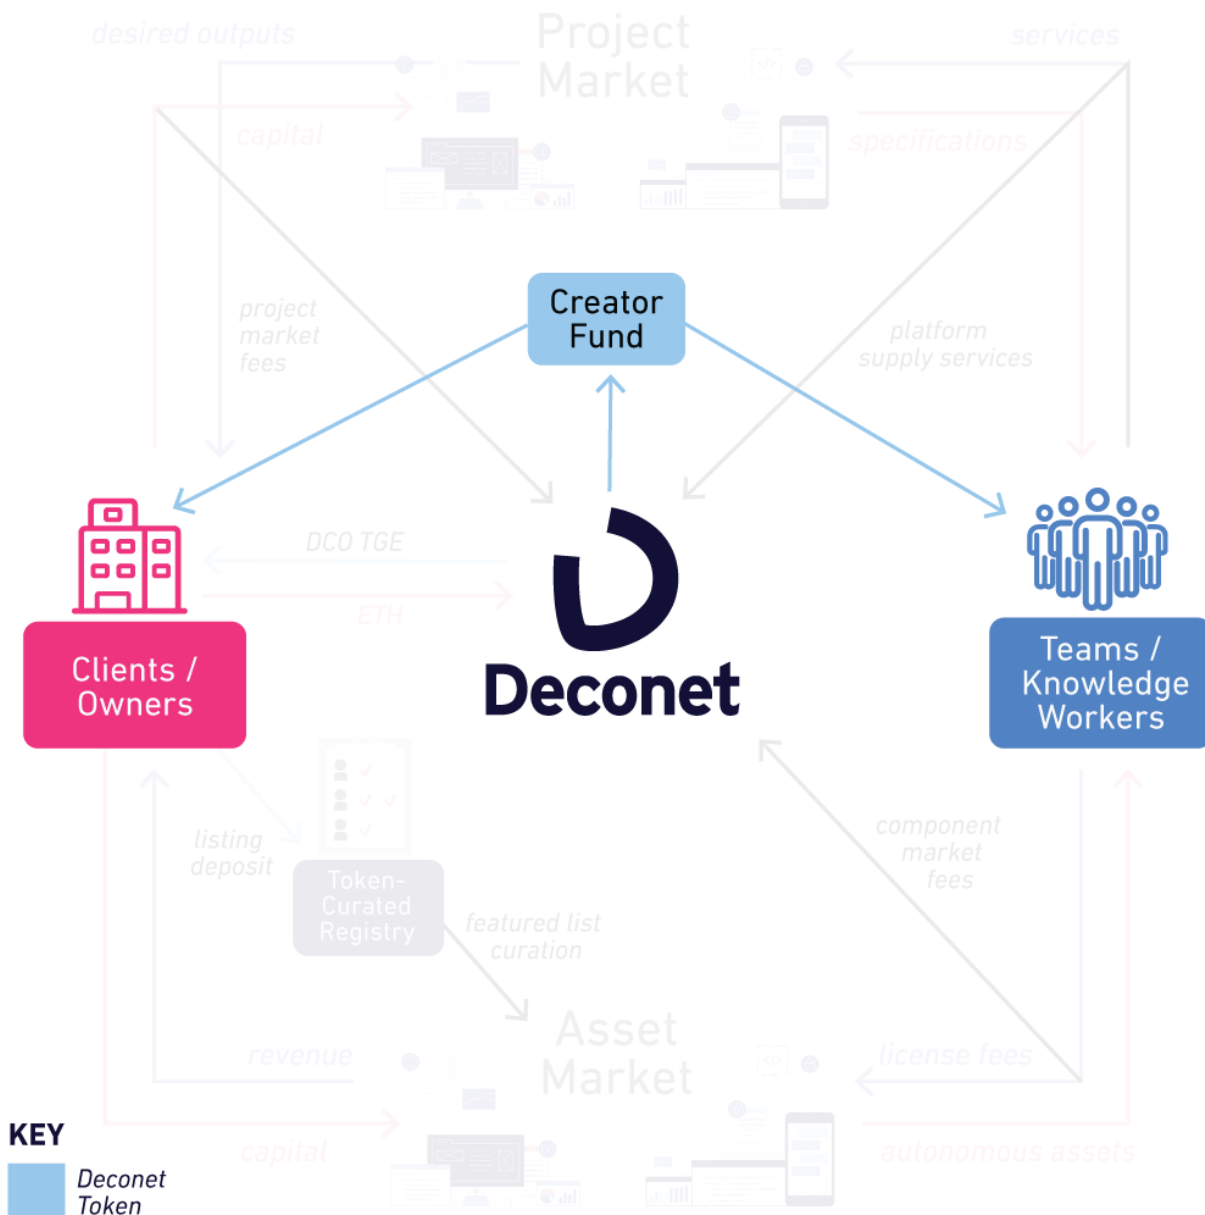 desired outputs
Project
Market
services
capital
specifications
project
market
fees
Creator
Fund
platform
supply services
DCO TGE
ETH
Clients /
Owners
Deconet
Teams /
Knowledge
Workers
listing
deposit
Token-
Curated
Registry
featured list
curation
component
market
fees
Asset
Market
revenue
license fees
capital
autonomous assets
KEY
Deconet
Token